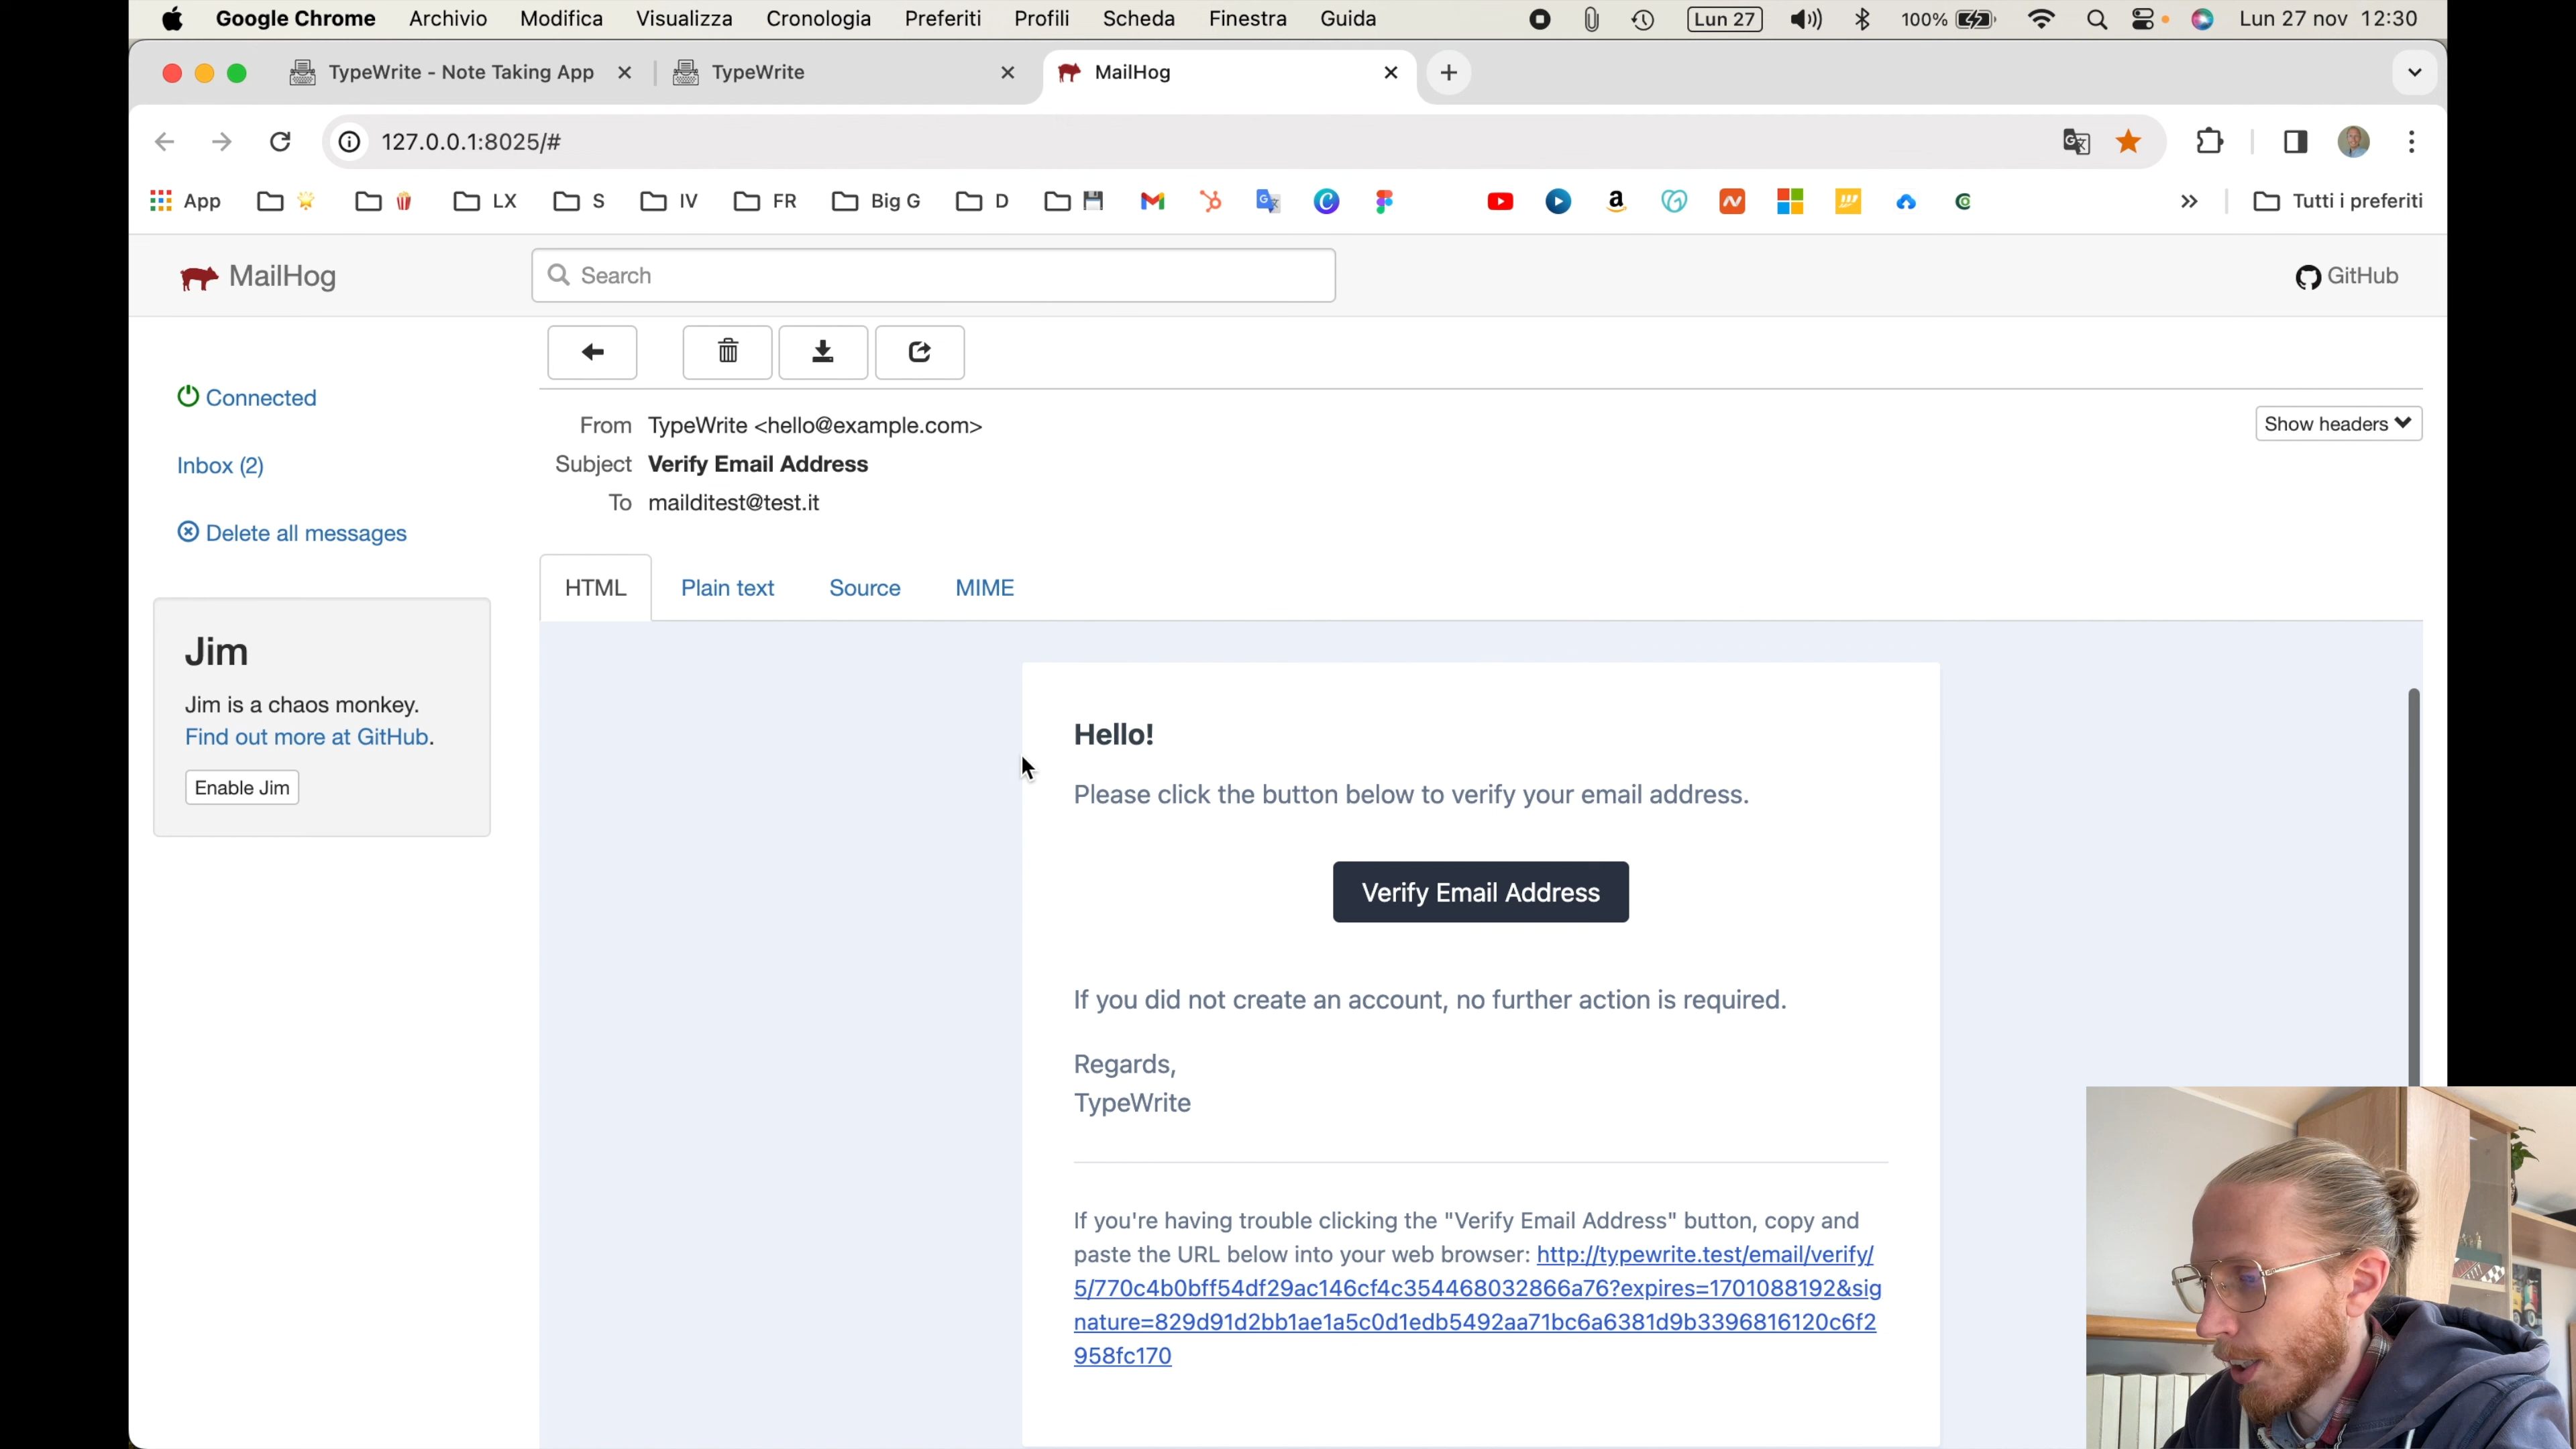 Google Chrome Archivio Modifica Visualizza Cronologia Preferiti Profili Scheda Finestra Guida Lun 27 100% Lun 27 nov 12:30
TypeWrite - Note Taking App TypeWrite MailHog
127.0.0.1:8025/#
App LX S IV FR Big G D Tutti i preferiti
MailHog Search GitHub
Connected
Inbox (2)
Delete all messages
Jim
Jim is a chaos monkey.
Find out more at GitHub.
Enable Jim
From TypeWrite <hello@example.com> Show headers
Subject Verify Email Address
To mailditest@test.it
HTML Plain text Source MIME
Hello!
Please click the button below to verify your email address.
Verify Email Address
If you did not create an account, no further action is required.
Regards,
TypeWrite
If you're having trouble clicking the "Verify Email Address" button, copy and
paste the URL below into your web browser: http://typewrite.test/email/verify/
5/770c4b0bff54df29ac146cf4c354468032866a76?expires=1701088192&sig
nature=829d91d2bb1ae1a5c0d1edb5492aa71bc6a6381d9b3396816120c6f2
958fc170